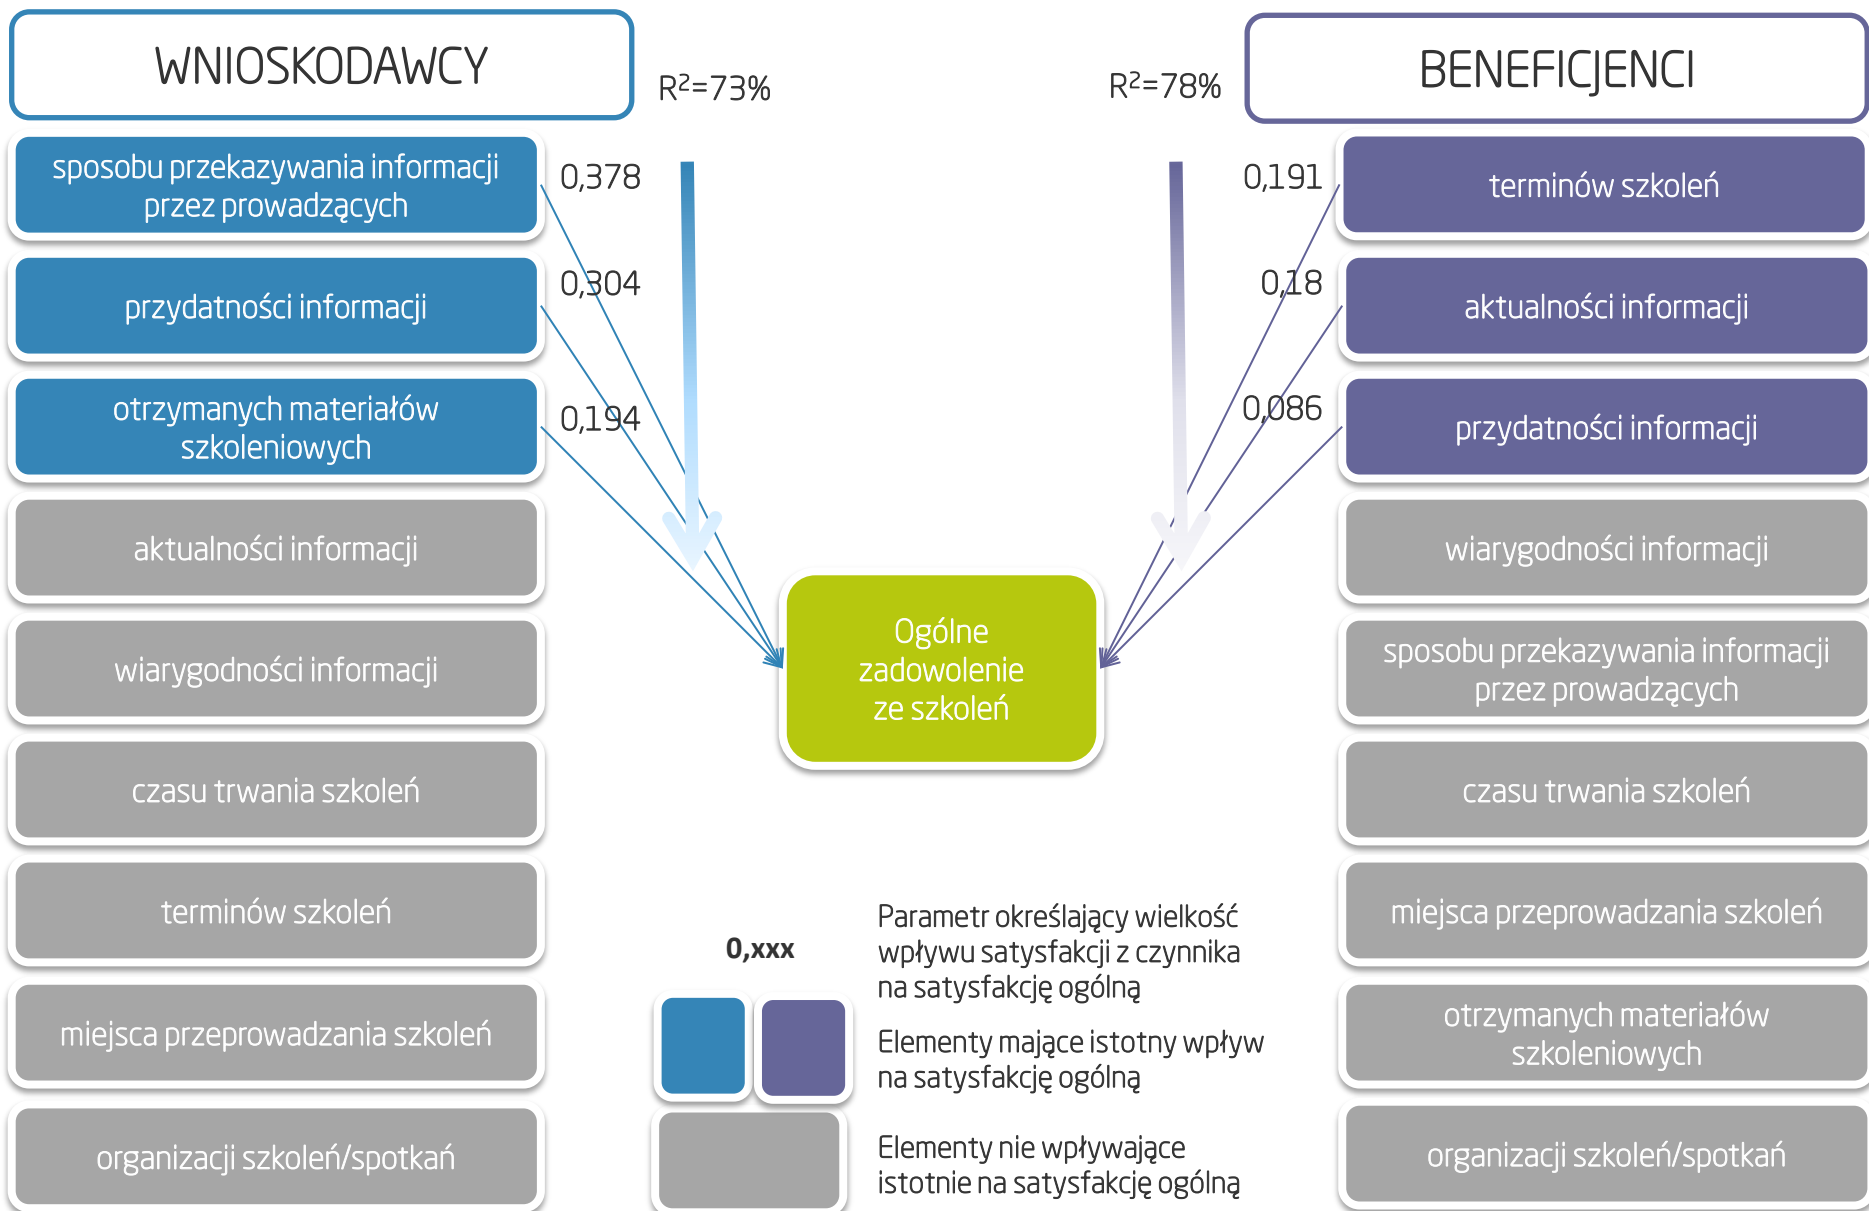 WNIOSKODAWCY
R²=73%
sposobu przekazywania informacji
przez prowadzących
0,378
przydatności informacji
0,304
otrzymanych materiałów
szkoleniowych
0,194
aktualności informacji
wiarygodności informacji
czasu trwania szkoleń
terminów szkoleń
miejsca przeprowadzania szkoleń
organizacji szkoleń/spotkań
Ogólne
zadowolenie
ze szkoleń
BENEFICJENCI
R²=78%
0,191
terminów szkoleń
0,18
aktualności informacji
0,086
przydatności informacji
wiarygodności informacji
sposobu przekazywania informacji
przez prowadzących
czasu trwania szkoleń
miejsca przeprowadzania szkoleń
otrzymanych materiałów
szkoleniowych
organizacji szkoleń/spotkań
0,xxx
Parametr określający wielkość
wpływu satysfakcji z czynnika
na satysfakcję ogólną
Elementy mające istotny wpływ
na satysfakcję ogólną
Elementy nie wpływające
istotnie na satysfakcję ogólną